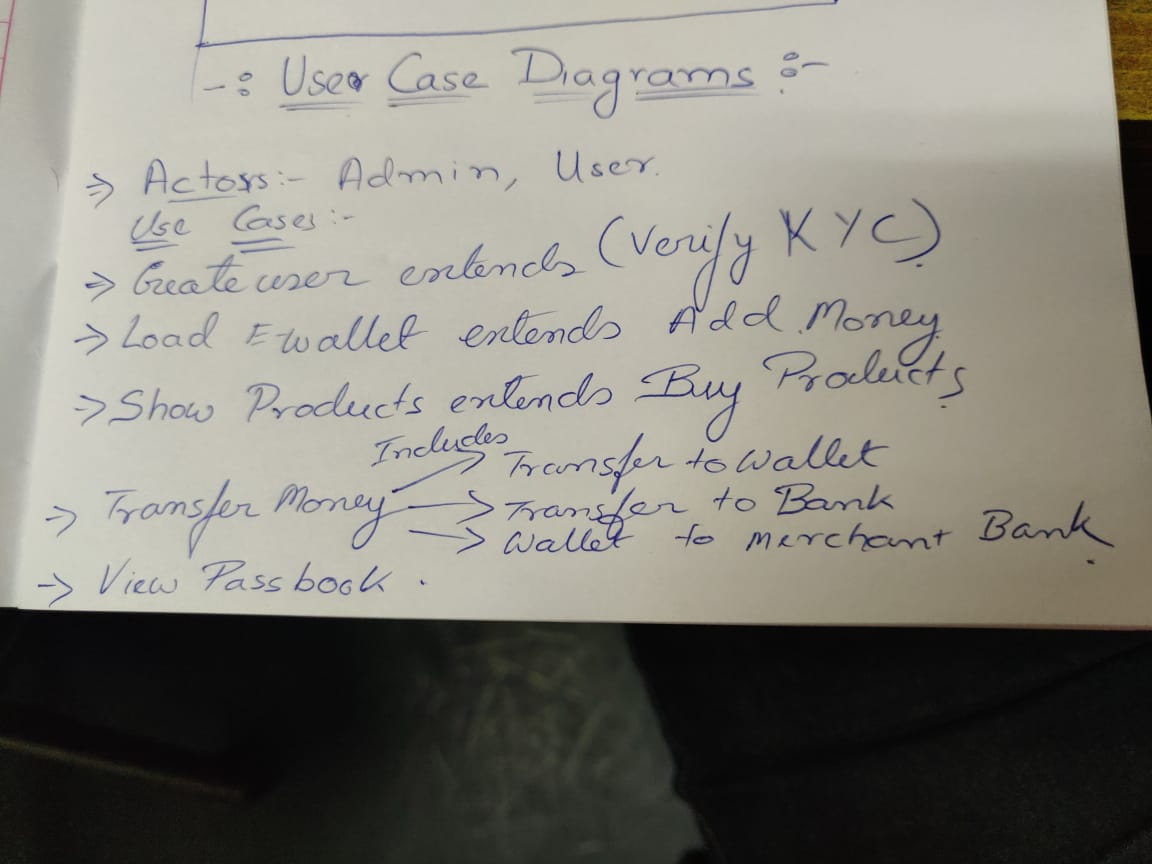 -: User Case Diagrams :-
⇒ Actors:- Admin, User.
Use Cases:-
⇒ Create user extends (Verify KYC).
→ Load E-wallet extends Add Money.
→ Show Products extends Buy Products.
Includes
→ Transfer to Wallet
→ Transfer Money → Transfer to Bank
→ Wallet to Merchant Bank.
→ View Passbook.